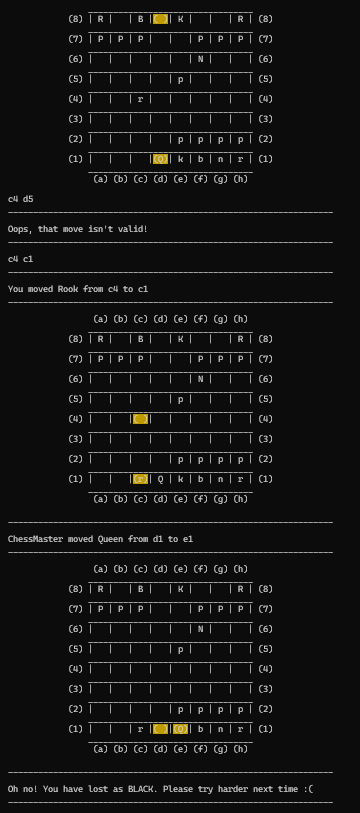 (8) | R |   | B |( )| K |   |   | R | (8)
(7) | P | P | P |   |   | P | P | P | (7)
(6) |   |   |   |   |   | N |   |   | (6)
(5) |   |   |   |   | p |   |   |   | (5)
(4) |   |   | r |   |   |   |   |   | (4)
(3) |   |   |   |   |   |   |   |   | (3)
(2) |   |   |   |   | p | p | p | p | (2)
(1) |   |   |   |(Q)| k | b | n | r | (1)
(a) (b) (c) (d) (e) (f) (g) (h)
c4 d5
Oops, that move isn't valid!
c4 c1
You moved Rook from c4 to c1
(a) (b) (c) (d) (e) (f) (g) (h)
(8) | R |   | B |   | K |   |   | R | (8)
(7) | P | P | P |   |   | P | P | P | (7)
(6) |   |   |   |   |   | N |   |   | (6)
(5) |   |   |   |   | p |   |   |   | (5)
(4) |   |   |( )|   |   |   |   |   | (4)
(3) |   |   |   |   |   |   |   |   | (3)
(2) |   |   |   |   | p | p | p | p | (2)
(1) |   |   |(r)| Q | k | b | n | r | (1)
(a) (b) (c) (d) (e) (f) (g) (h)
ChessMaster moved Queen from d1 to e1
(a) (b) (c) (d) (e) (f) (g) (h)
(8) | R |   | B |   | K |   |   | R | (8)
(7) | P | P | P |   |   | P | P | P | (7)
(6) |   |   |   |   |   | N |   |   | (6)
(5) |   |   |   |   | p |   |   |   | (5)
(4) |   |   |   |   |   |   |   |   | (4)
(3) |   |   |   |   |   |   |   |   | (3)
(2) |   |   |   |   | p | p | p | p | (2)
(1) |   |   | r |( )|(Q)| b | n | r | (1)
(a) (b) (c) (d) (e) (f) (g) (h)
Oh no! You have lost as BLACK. Please try harder next time :(